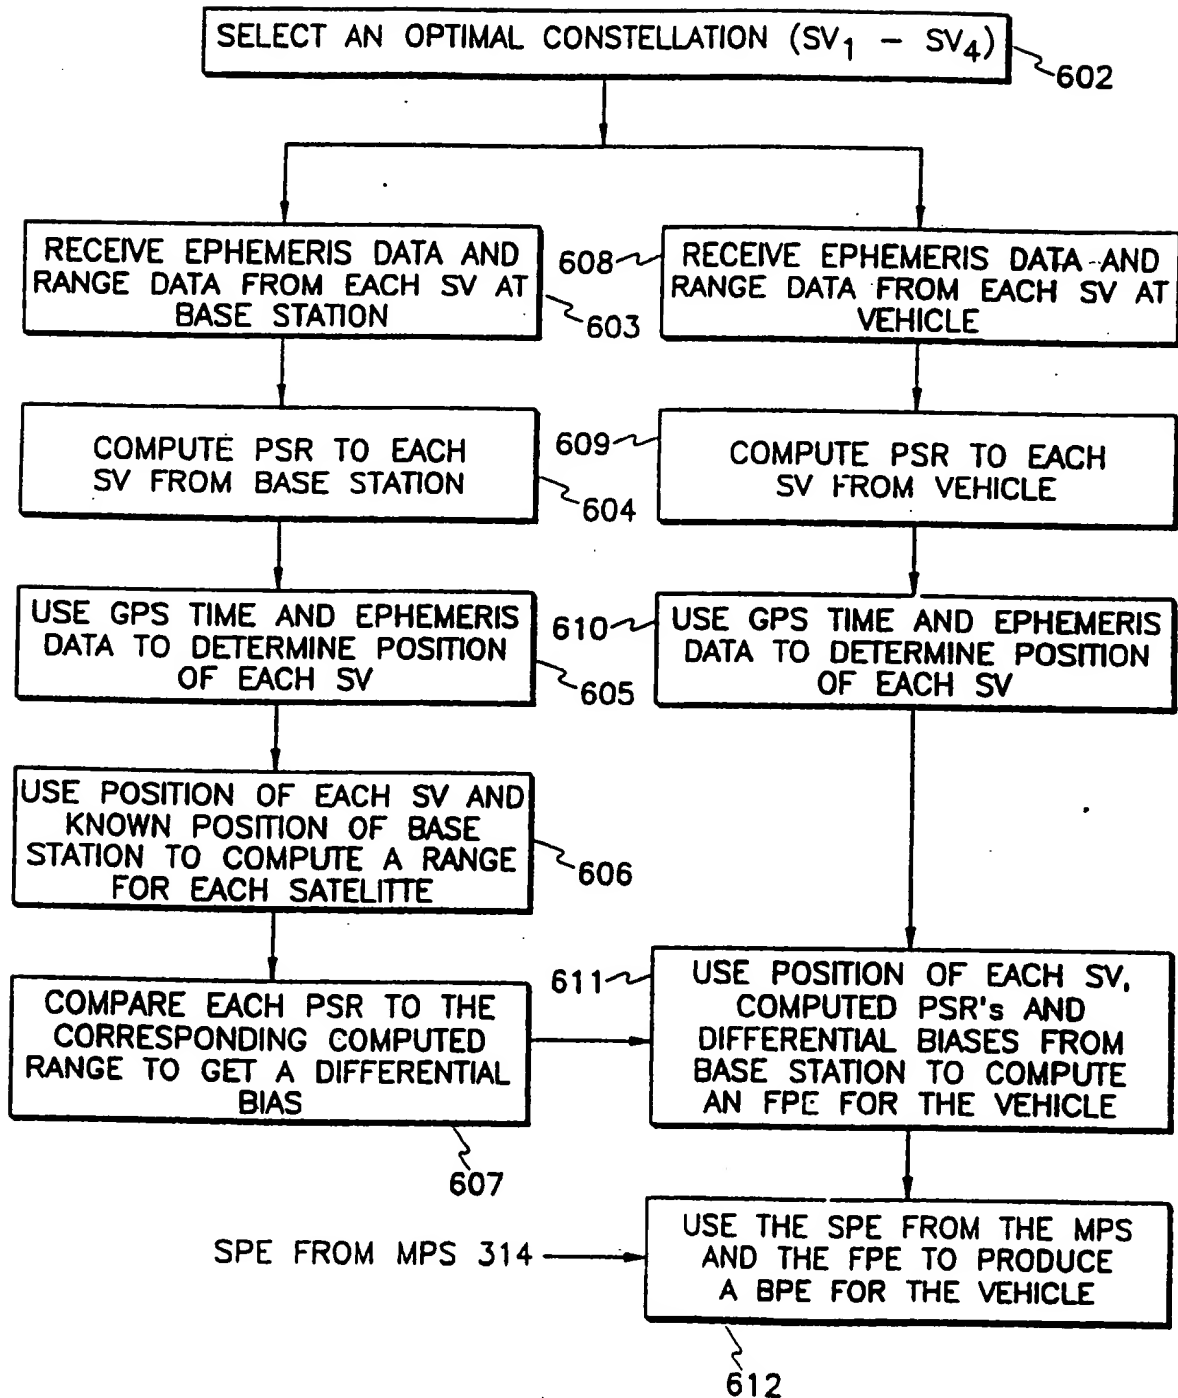 SELECT AN OPTIMAL CONSTELLATION (SV1 - SV4)
602
RECEIVE EPHEMERIS DATA AND
RANGE DATA FROM EACH SV AT
BASE STATION
603
COMPUTE PSR TO EACH
SV FROM BASE STATION
604
USE GPS TIME AND EPHEMERIS
DATA TO DETERMINE POSITION
OF EACH SV
605
USE POSITION OF EACH SV AND
KNOWN POSITION OF BASE
STATION TO COMPUTE A RANGE
FOR EACH SATELITTE
606
COMPARE EACH PSR TO THE
CORRESPONDING COMPUTED
RANGE TO GET A DIFFERENTIAL
BIAS
607
608
RECEIVE EPHEMERIS DATA AND
RANGE DATA FROM EACH SV AT
VEHICLE
609
COMPUTE PSR TO EACH
SV FROM VEHICLE
610
USE GPS TIME AND EPHEMERIS
DATA TO DETERMINE POSITION
OF EACH SV
611
USE POSITION OF EACH SV,
COMPUTED PSR's AND
DIFFERENTIAL BIASES FROM
BASE STATION TO COMPUTE
AN FPE FOR THE VEHICLE
SPE FROM MPS 314
USE THE SPE FROM THE MPS
AND THE FPE TO PRODUCE
A BPE FOR THE VEHICLE
612